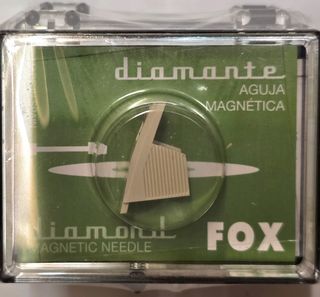 diamante
AGUJA
MAGNÉTICA
diamond
MAGNETIC NEEDLE
FOX